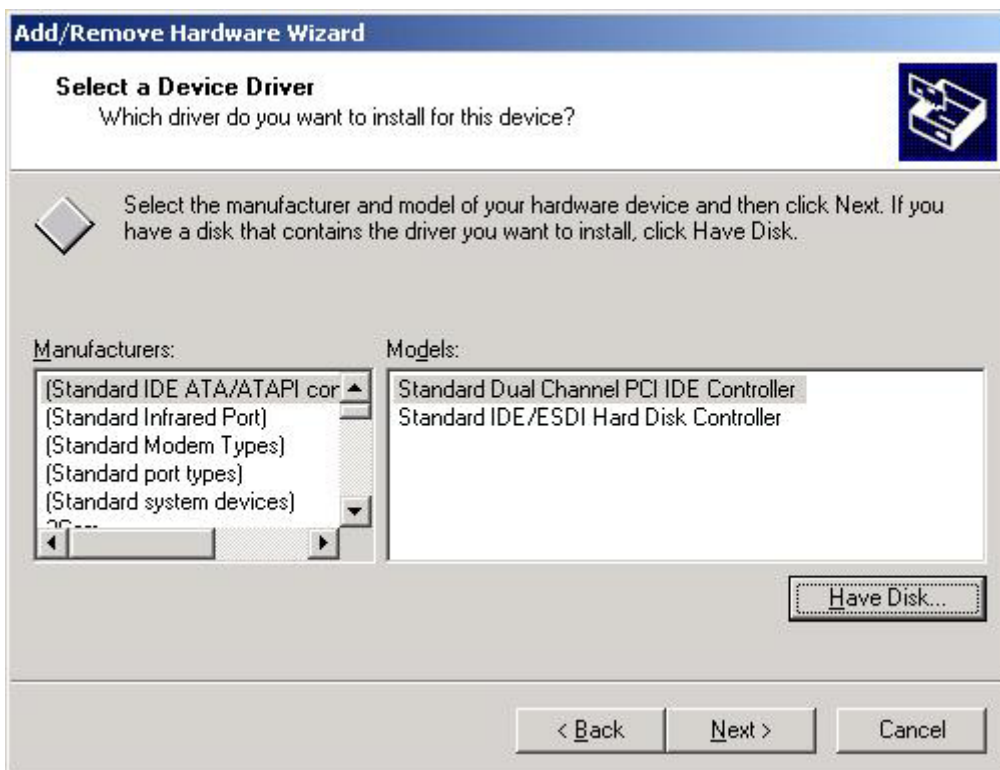 Add/Remove Hardware Wizard
Select a Device Driver
Which driver do you want to install for this device?
Select the manufacturer and model of your hardware device and then click Next. If you
have a disk that contains the driver you want to install, click Have Disk.
Manufacturers:
(Standard IDE ATA/ATAPI con
(Standard Infrared Port)
(Standard Modem Types)
(Standard port types)
(Standard system devices)
Models:
Standard Dual Channel PCI IDE Controller
Standard IDE/ESDI Hard Disk Controller
Have Disk...
< Back
Next >
Cancel